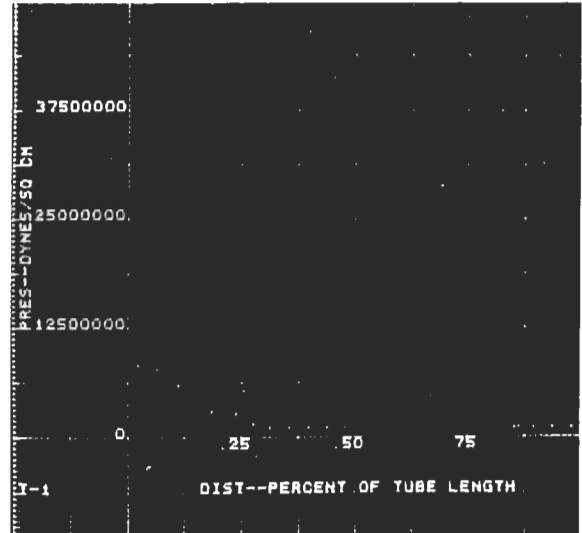 37500000
PRES--DYNES/SQ CM
25000000
12500000
0
25 50 75
T-1 DIST--PERCENT OF TUBE LENGTH